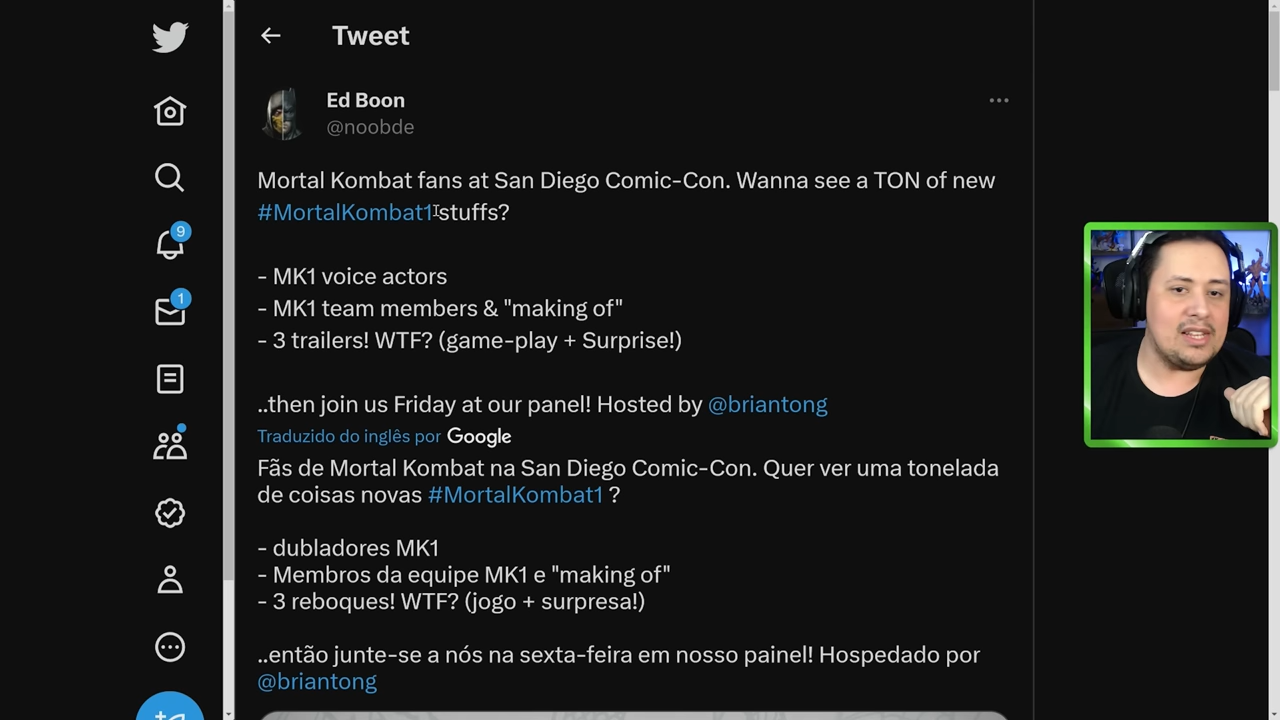 Tweet
Ed Boon
@noobde
Mortal Kombat fans at San Diego Comic-Con. Wanna see a TON of new
#MortalKombat1 stuffs?
9
1
- MK1 voice actors
- MK1 team members & "making of"
- 3 trailers! WTF? (game-play + Surprise!)
..then join us Friday at our panel! Hosted by @briantong
Traduzido do inglês por Google
Fãs de Mortal Kombat na San Diego Comic-Con. Quer ver uma tonelada
de coisas novas #MortalKombat1 ?
- dubladores MK1
- Membros da equipe MK1 e "making of"
- 3 reboques! WTF? (jogo + surpresa!)
..então junte-se a nós na sexta-feira em nosso painel! Hospedado por
@briantong